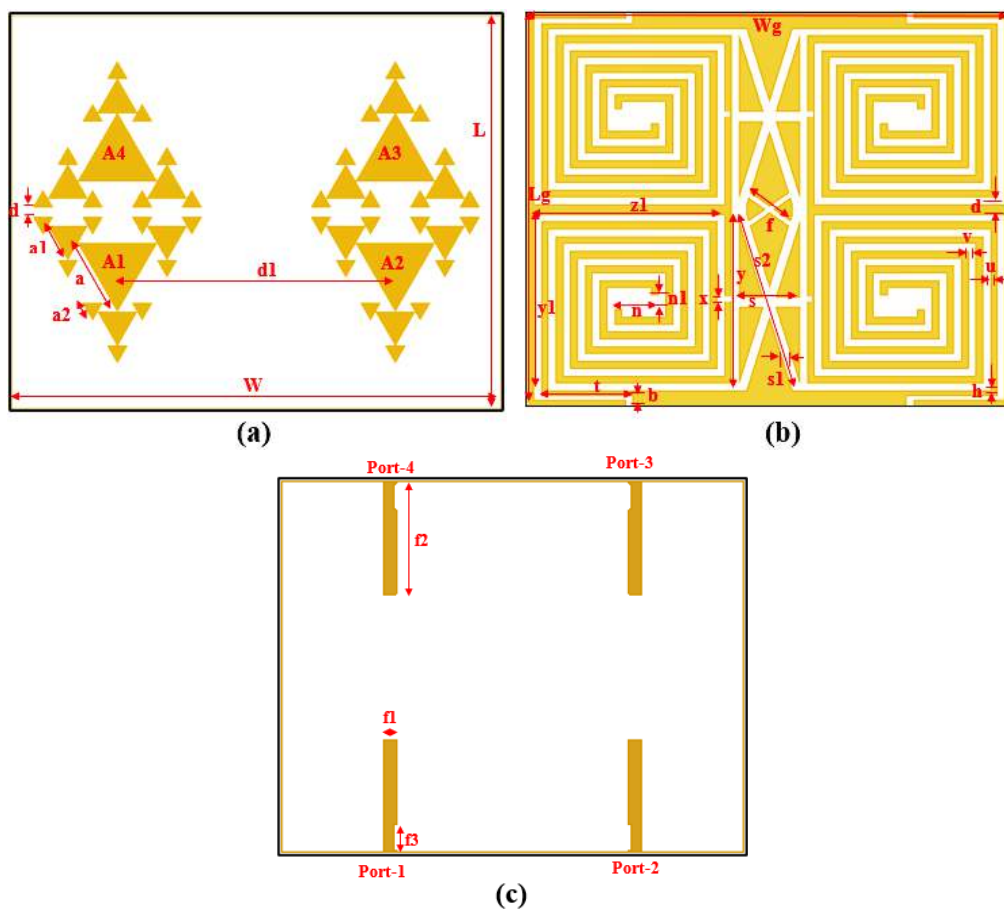 L
A4
A3
d
a1
A1
A2
d1
a
a2
W
(a)
Wg
Lg
z1
f
d
v
s2
y
u
n1
x
s
n
y1
s1
t
b
h
(b)
Port-4
Port-3
f2
f1
f3
Port-1
Port-2
(c)